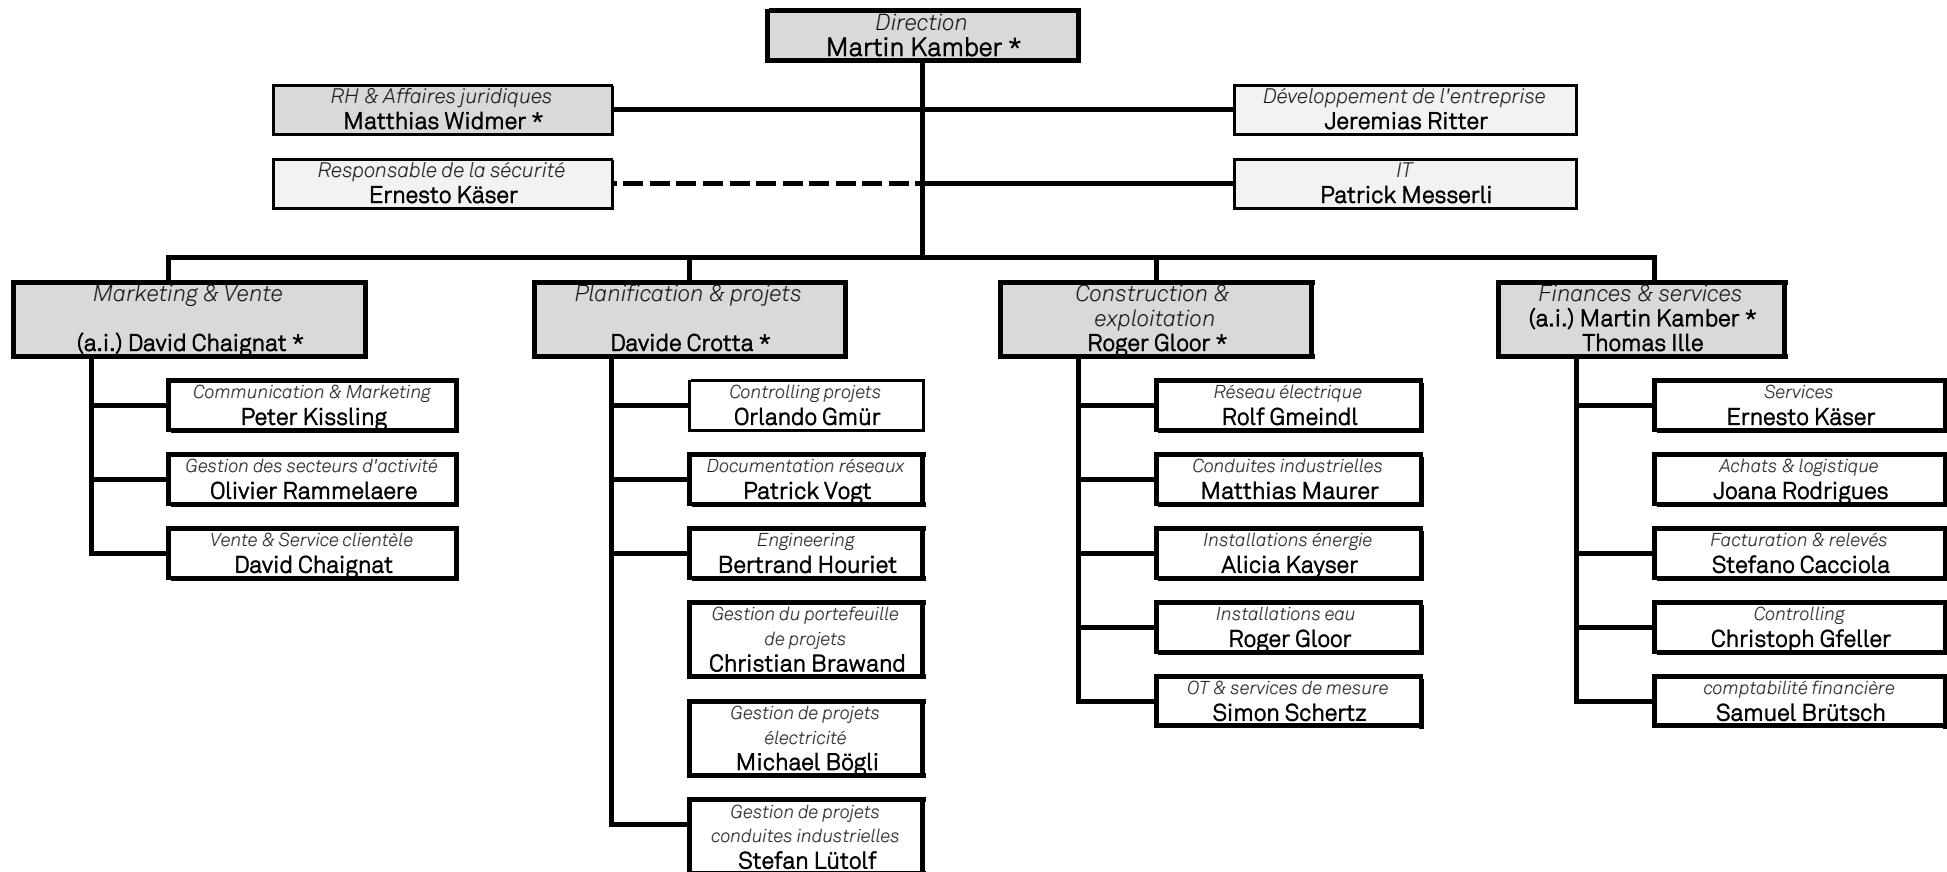 Direction
Martin Kamber *
RH & Affaires juridiques
Matthias Widmer *
Développement de l'entreprise
Jeremias Ritter
Responsable de la sécurité
Ernesto Käser
IT
Patrick Messerli
Marketing & Vente
(a.i.) David Chaignat *
Planification & projets
Davide Crotta *
Construction &
exploitation
Roger Gloor *
Finances & services
(a.i.) Martin Kamber *
Thomas Ille
Communication & Marketing
Peter Kissling
Gestion des secteurs d'activité
Olivier Rammelaere
Vente & Service clientèle
David Chaignat
Controlling projets
Orlando Gmür
Documentation réseaux
Patrick Vogt
Engineering
Bertrand Houriet
Gestion du portefeuille
de projets
Christian Brawand
Gestion de projets
électricité
Michael Bögli
Gestion de projets
conduites industrielles
Stefan Lütolf
Réseau électrique
Rolf Gmeindl
Conduites industrielles
Matthias Maurer
Installations énergie
Alicia Kayser
Installations eau
Roger Gloor
OT & services de mesure
Simon Schertz
Services
Ernesto Käser
Achats & logistique
Joana Rodrigues
Facturation & relevés
Stefano Cacciola
Controlling
Christoph Gfeller
comptabilité financière
Samuel Brütsch